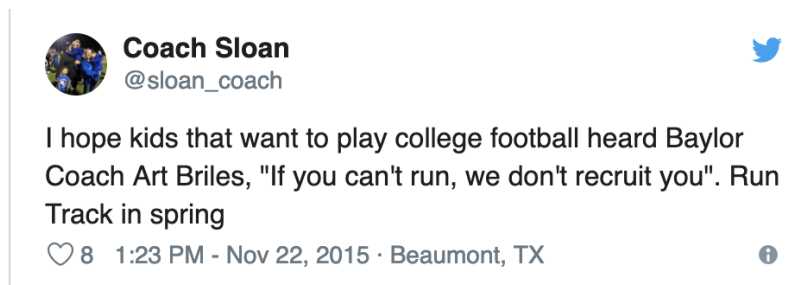 Coach Sloan
@sloan_coach
I hope kids that want to play college football heard Baylor
Coach Art Briles, "If you can't run, we don't recruit you". Run
Track in spring
8 1:23 PM - Nov 22, 2015 · Beaumont, TX